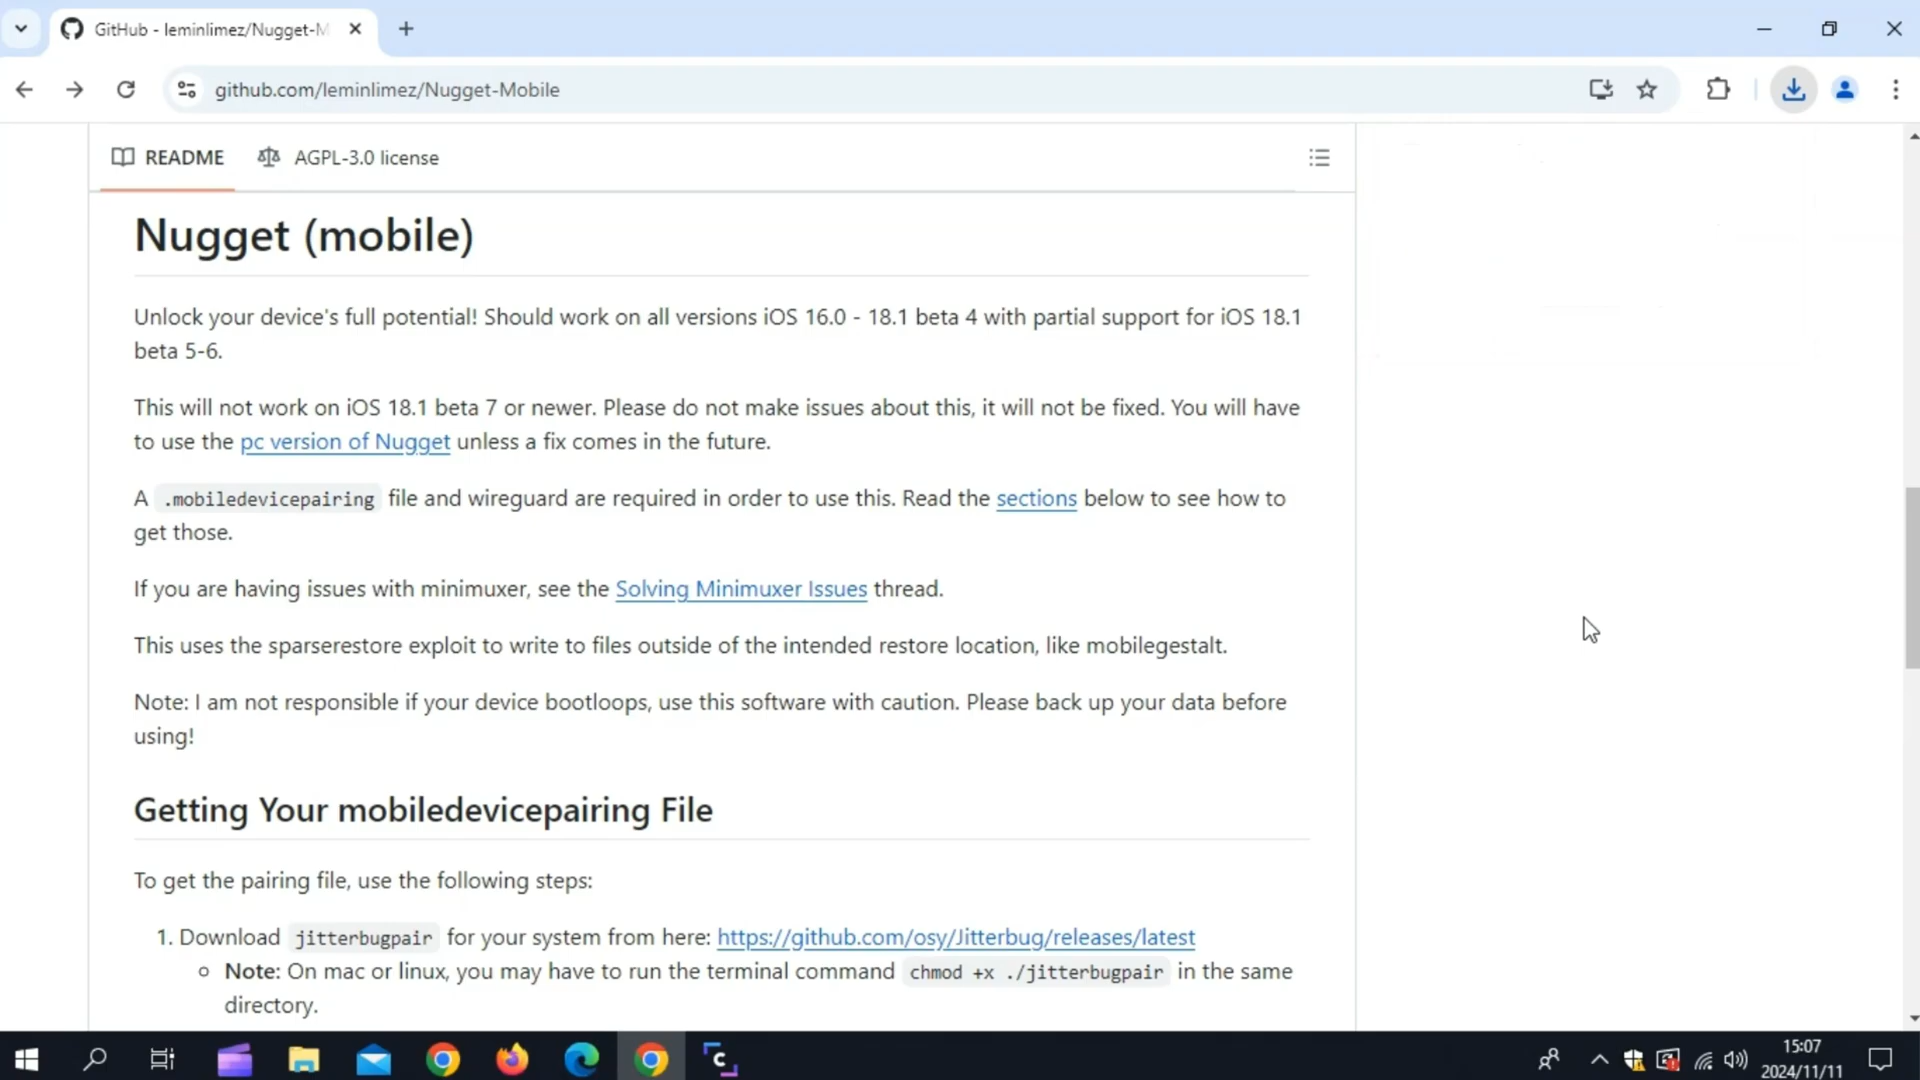 GitHub - leminlimez/Nugget-M
github.com/leminlimez/Nugget-Mobile
README
AGPL-3.0 license
Nugget (mobile)
Unlock your device's full potential! Should work on all versions iOS 16.0 - 18.1 beta 4 with partial support for iOS 18.1
beta 5-6.
This will not work on iOS 18.1 beta 7 or newer. Please do not make issues about this, it will not be fixed. You will have
to use the pc version of Nugget unless a fix comes in the future.
A .mobiledevicepairing file and wireguard are required in order to use this. Read the sections below to see how to
get those.
If you are having issues with minimuxer, see the Solving Minimuxer Issues thread.
This uses the sparserestore exploit to write to files outside of the intended restore location, like mobilegestalt.
Note: I am not responsible if your device bootloops, use this software with caution. Please back up your data before
using!
Getting Your mobiledevicepairing File
To get the pairing file, use the following steps:
1. Download jitterbugpair for your system from here: https://github.com/osy/Jitterbug/releases/latest
Note: On mac or linux, you may have to run the terminal command chmod +x ./jitterbugpair in the same
directory.
15:07
2024/11/11